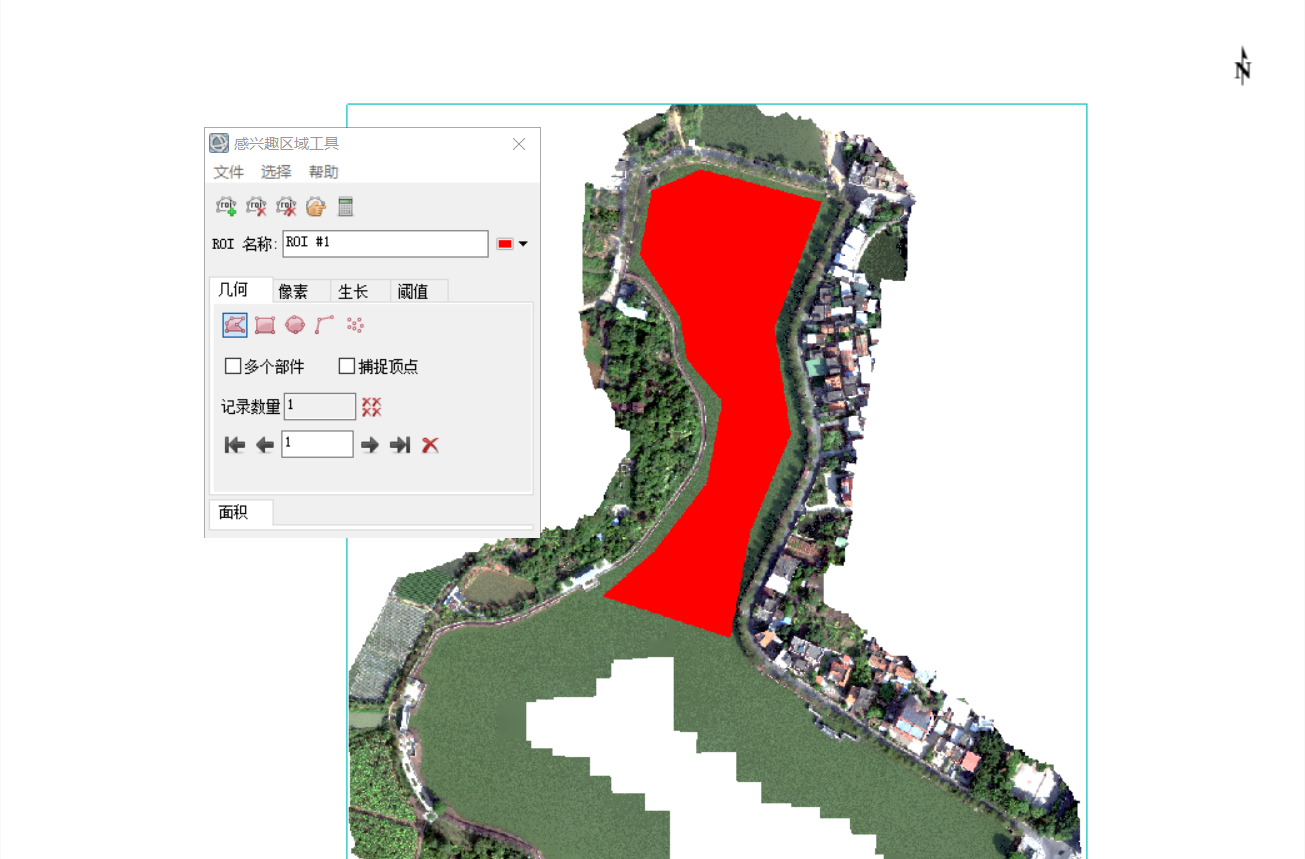 N
感兴趣区域工具
文件 选择 帮助
ROI 名称: ROI #1
几何 像素 生长 阈值
多个部件 捕捉顶点
记录数量 1
1
面积